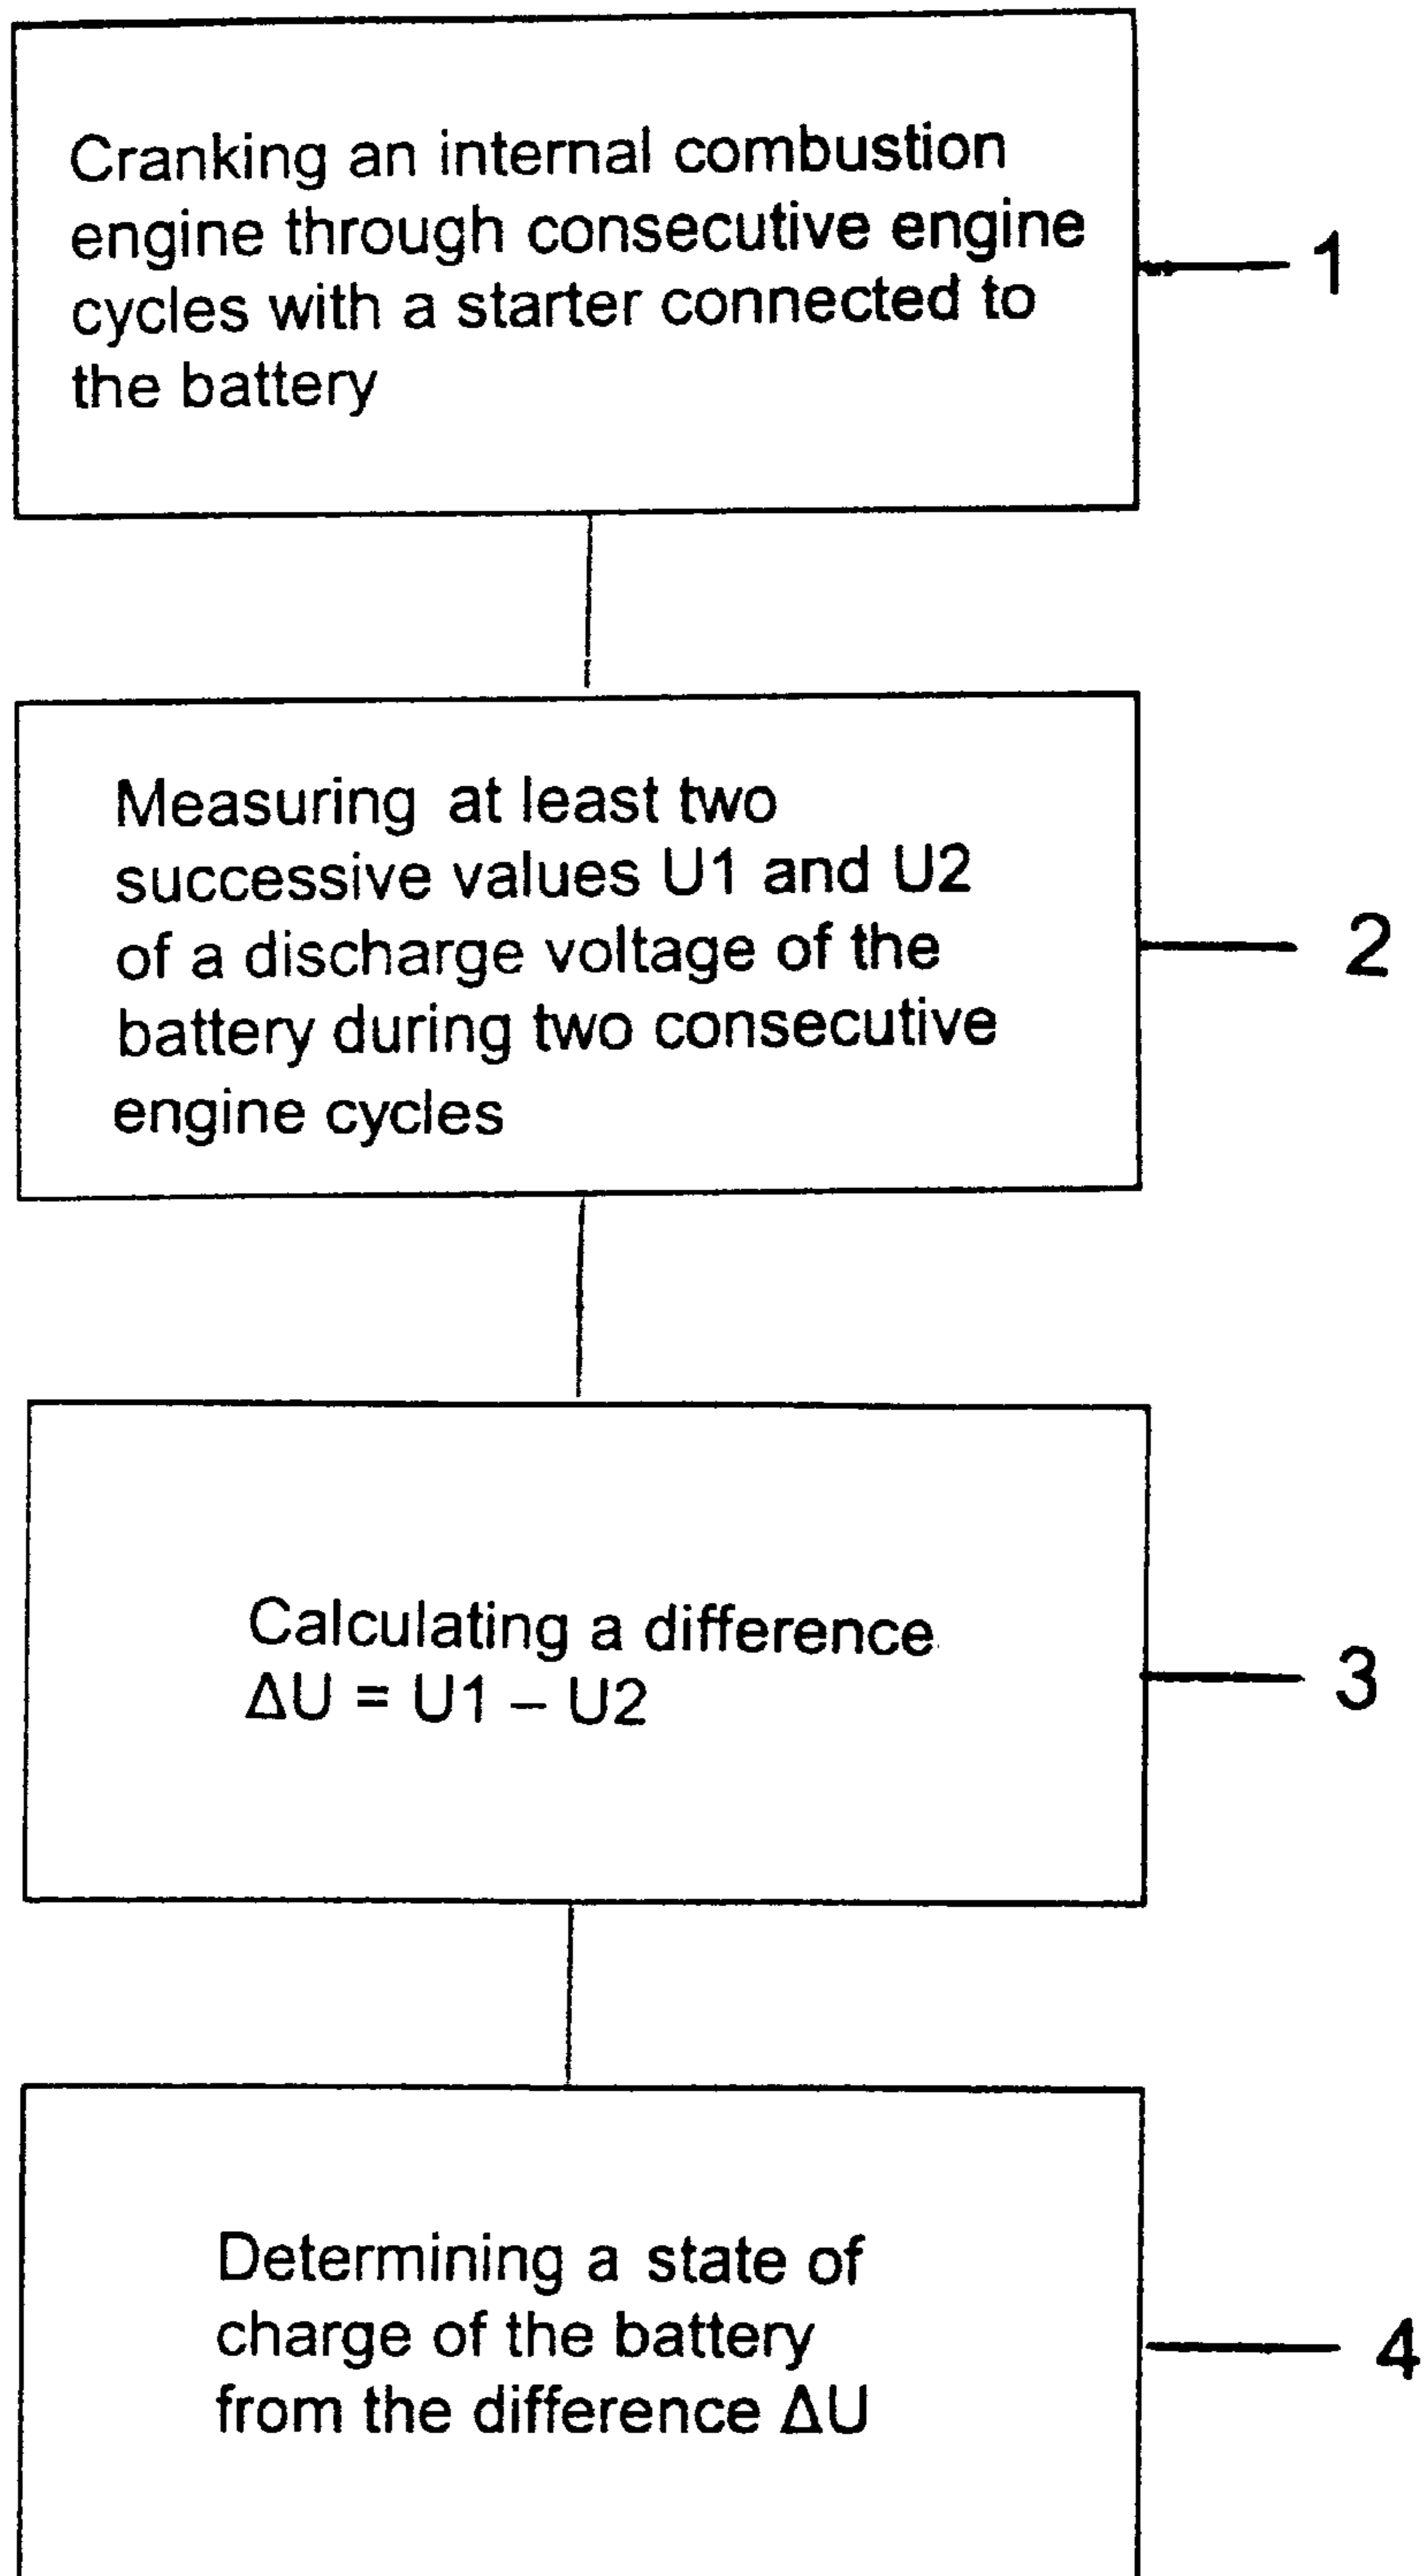 Cranking an internal combustion
engine through consecutive engine
cycles with a starter connected to
the battery
1
Measuring at least two
successive values U1 and U2
of a discharge voltage of the
battery during two consecutive
engine cycles
2
Calculating a difference
ΔU = U1 – U2
3
Determining a state of
charge of the battery
from the difference ΔU
4